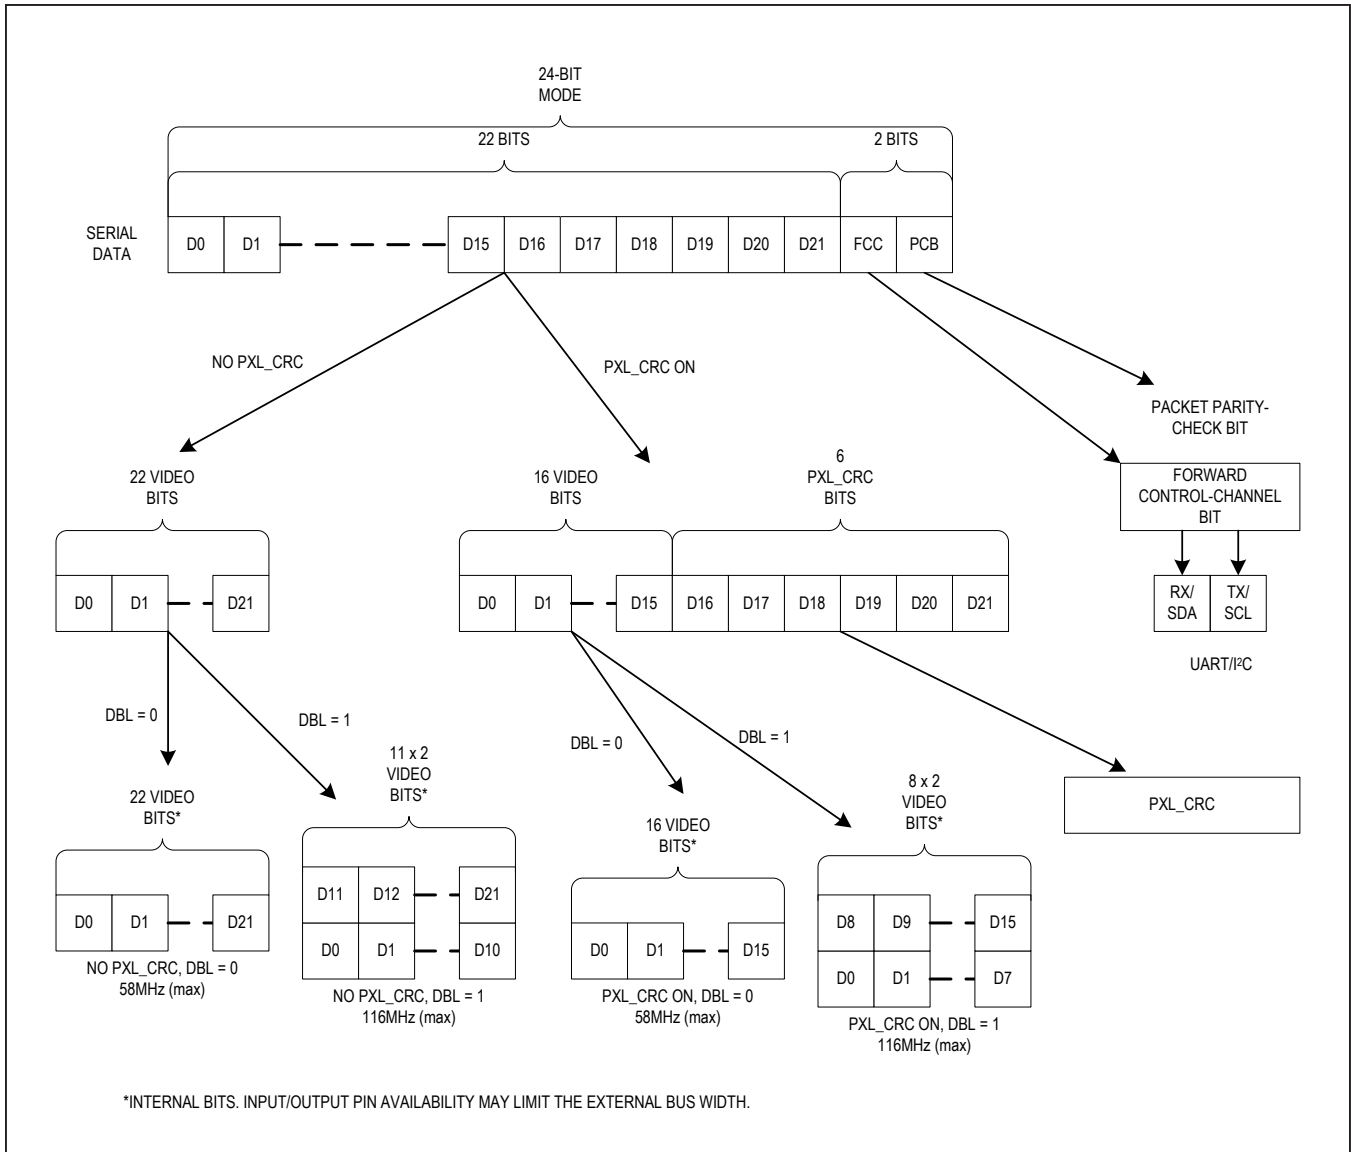 24-BIT
MODE
22 BITS
2 BITS
SERIAL
DATA
D0 D1 D15 D16 D17 D18 D19 D20 D21 FCC PCB
NO PXL_CRC
PXL_CRC ON
PACKET PARITY-
CHECK BIT
22 VIDEO
BITS
16 VIDEO
BITS
6
PXL_CRC
BITS
FORWARD
CONTROL-CHANNEL
BIT
D0 D1 D21
D0 D1 D15 D16 D17 D18 D19 D20 D21
RX/
SDA
TX/
SCL
UART/I²C
DBL = 0
DBL = 1
DBL = 0
DBL = 1
22 VIDEO
BITS*
11 x 2
VIDEO
BITS*
16 VIDEO
BITS*
8 x 2
VIDEO
BITS*
PXL_CRC
D0 D1 D21
NO PXL_CRC, DBL = 0
58MHz (max)
D11 D12 D21
D0 D1 D10
NO PXL_CRC, DBL = 1
116MHz (max)
D0 D1 D15
PXL_CRC ON, DBL = 0
58MHz (max)
D8 D9 D15
D0 D1 D7
PXL_CRC ON, DBL = 1
116MHz (max)
*INTERNAL BITS. INPUT/OUTPUT PIN AVAILABILITY MAY LIMIT THE EXTERNAL BUS WIDTH.